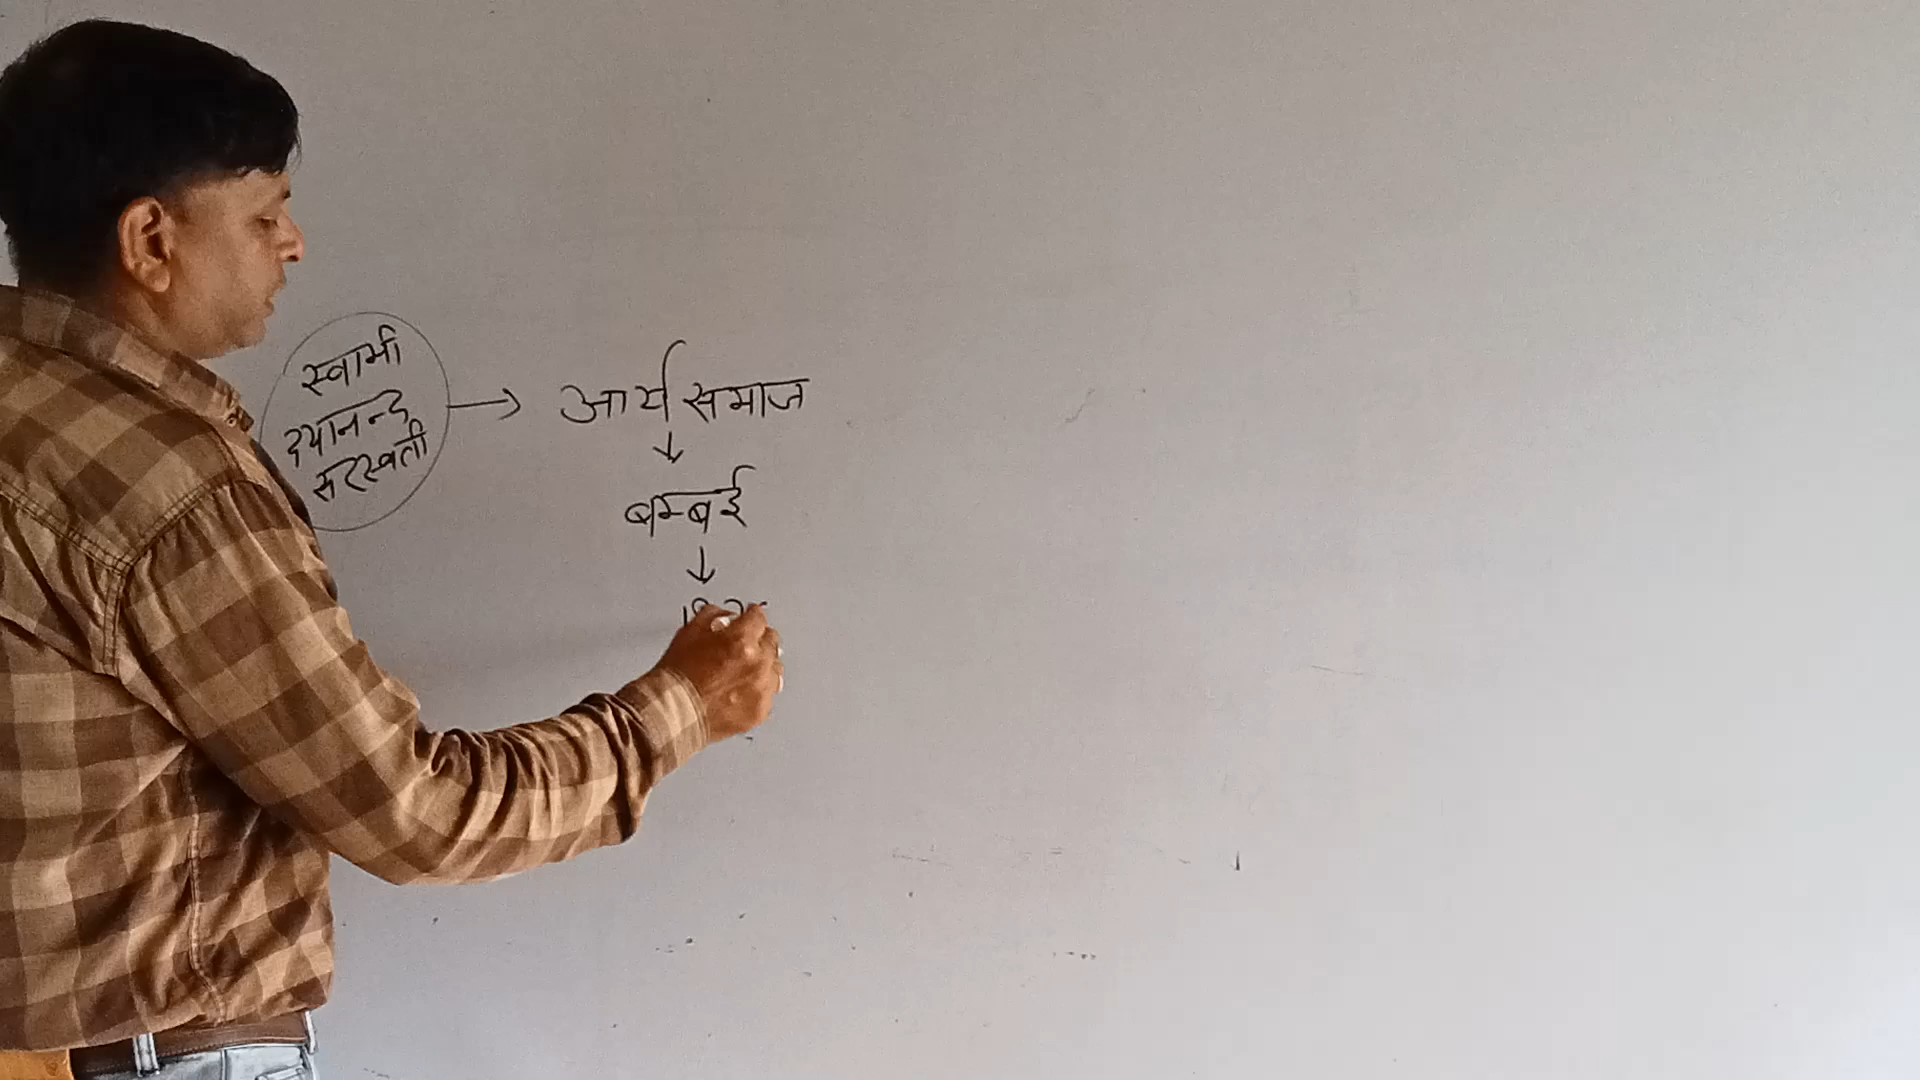 स्वामी
दयानन्द
सरस्वती
→ आर्य समाज
↓
बम्बई
↓